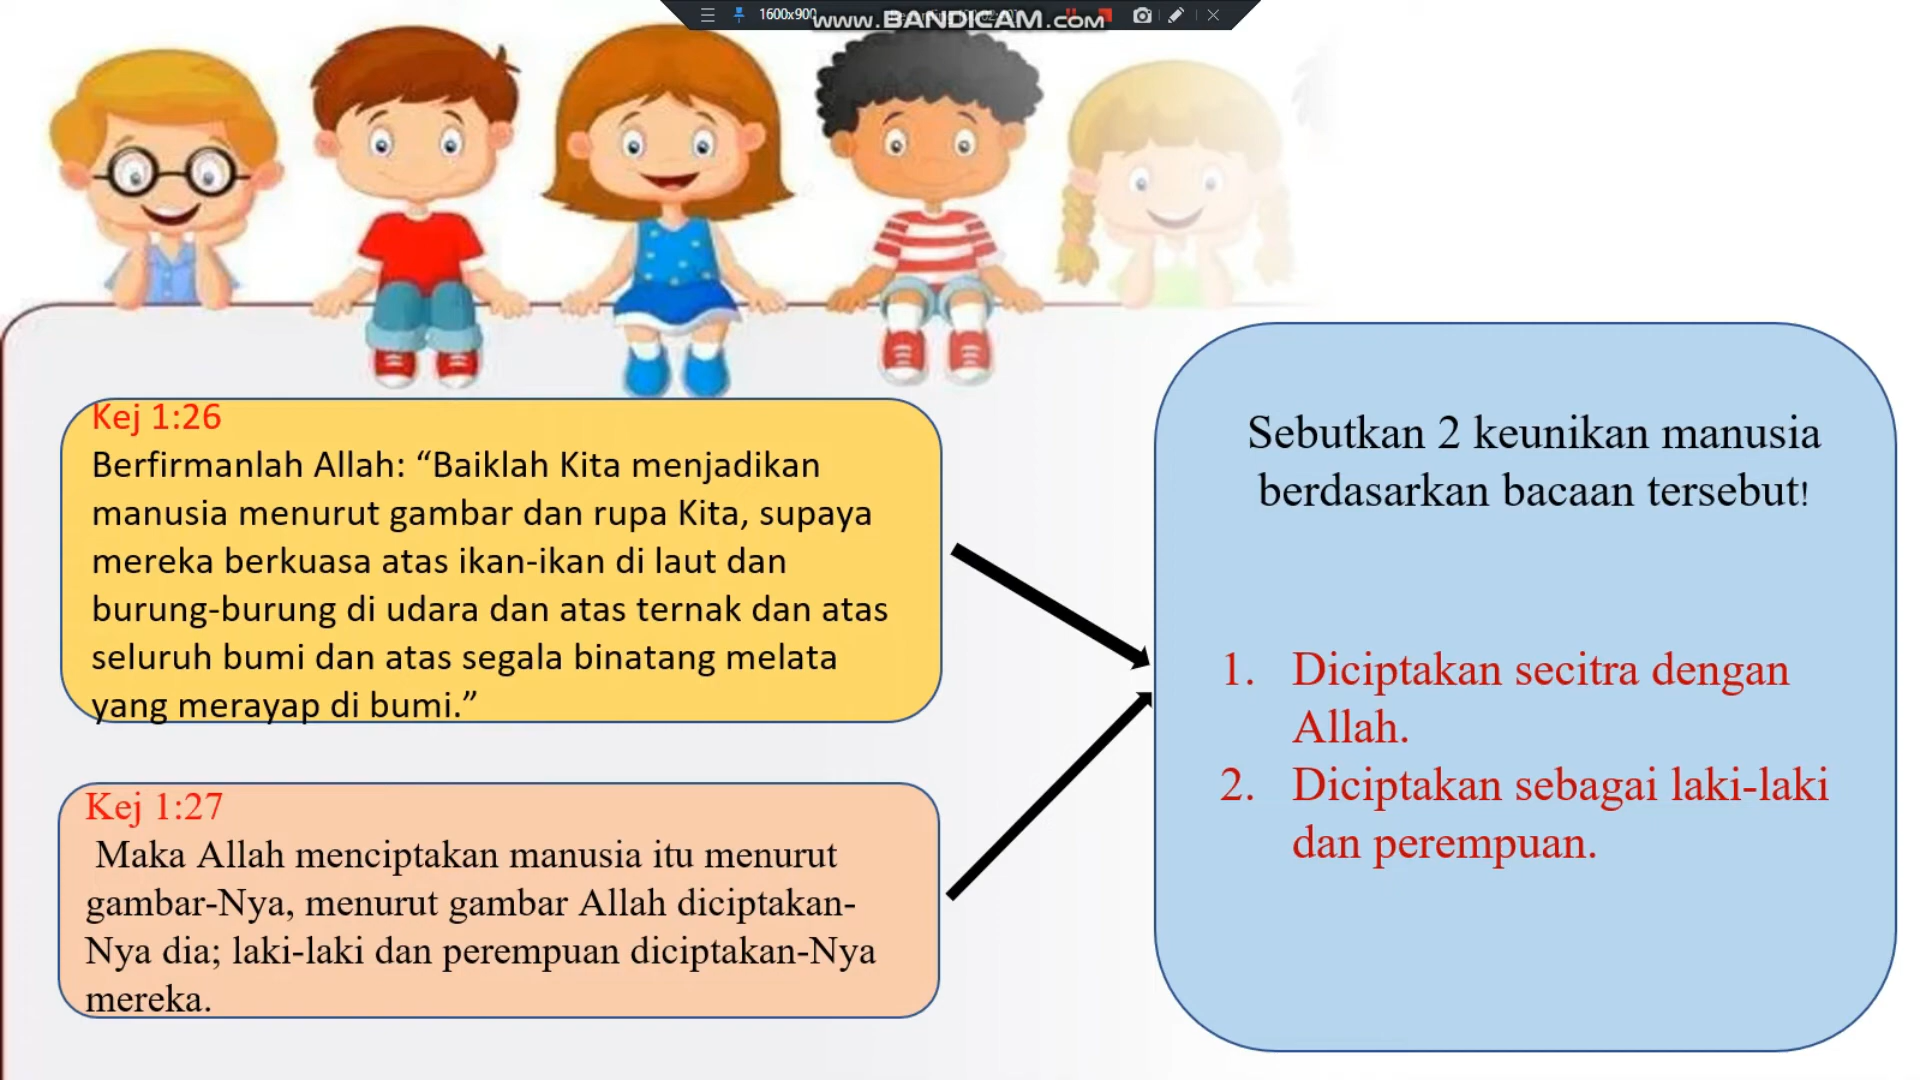 1600x900
www.BANDICAM.com
Kej 1:26
Berfirmanlah Allah: “Baiklah Kita menjadikan
manusia menurut gambar dan rupa Kita, supaya
mereka berkuasa atas ikan-ikan di laut dan
burung-burung di udara dan atas ternak dan atas
seluruh bumi dan atas segala binatang melata
yang merayap di bumi.”
Kej 1:27
Maka Allah menciptakan manusia itu menurut
gambar-Nya, menurut gambar Allah diciptakan-
Nya dia; laki-laki dan perempuan diciptakan-Nya
mereka.
Sebutkan 2 keunikan manusia
berdasarkan bacaan tersebut!
1. Diciptakan secitra dengan
Allah.
2. Diciptakan sebagai laki-laki
dan perempuan.